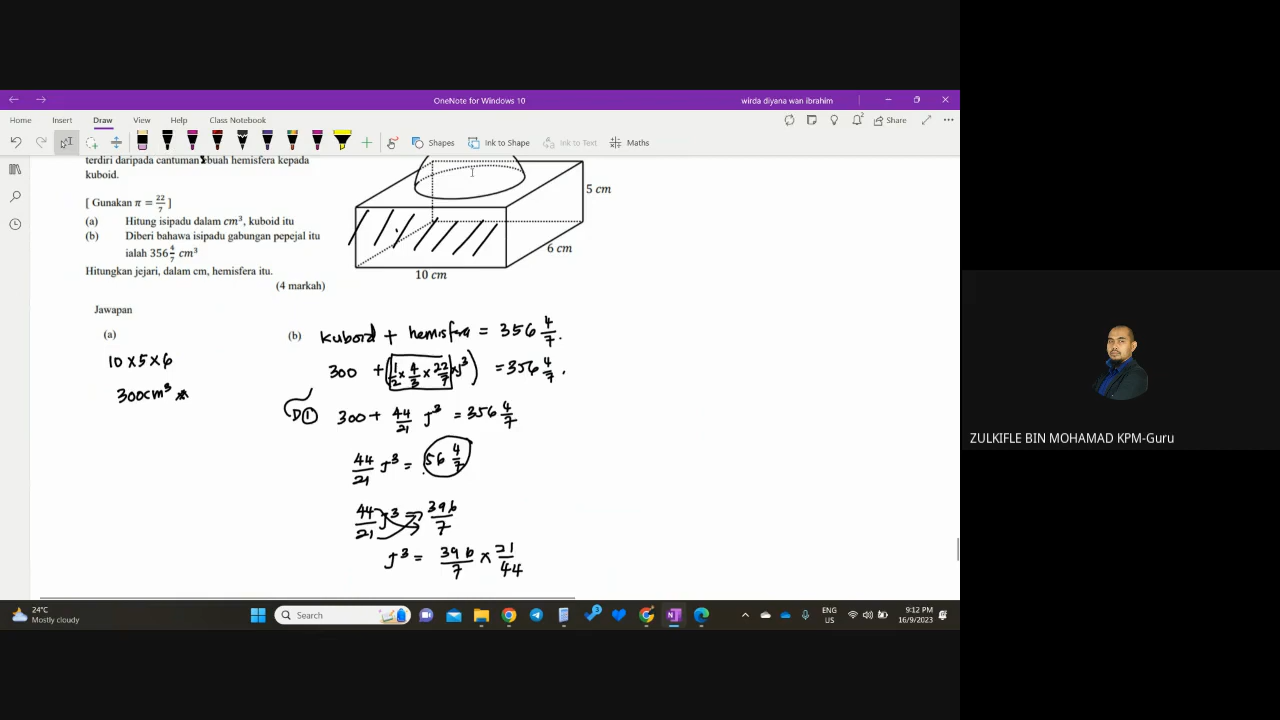 OneNote for Windows 10
wirda diyana wan ibrahim
Home Insert Draw View Help Class Notebook
Share
Shapes Ink to Shape Ink to Text Maths
terdiri daripada cantuman sebuah hemisfera kepada
kuboid.
[ Gunakan π = 22/7 ]
(a) Hitung isipadu dalam cm³, kuboid itu
(b) Diberi bahawa isipadu gabungan pepejal itu
ialah 356 4/7 cm³
Hitungkan jejari, dalam cm, hemisfera itu.
(4 markah)
5 cm
6 cm
10 cm
Jawapan
(a)
10 × 5 × 6
300cm³
(b) kuboid + hemisfera = 356 4/7.
300 + (1/2 × 4/3 × 22/7 × j³) = 356 4/7.
① 300 + 44/21 j³ = 356 4/7
44/21 j³ = 56 4/7
44/21 j³ = 396/7
j³ = 396/7 × 21/44
ZULKIFLE BIN MOHAMAD KPM-Guru
24°C
Mostly cloudy
Search
3
ENG
US
9:12 PM
16/9/2023